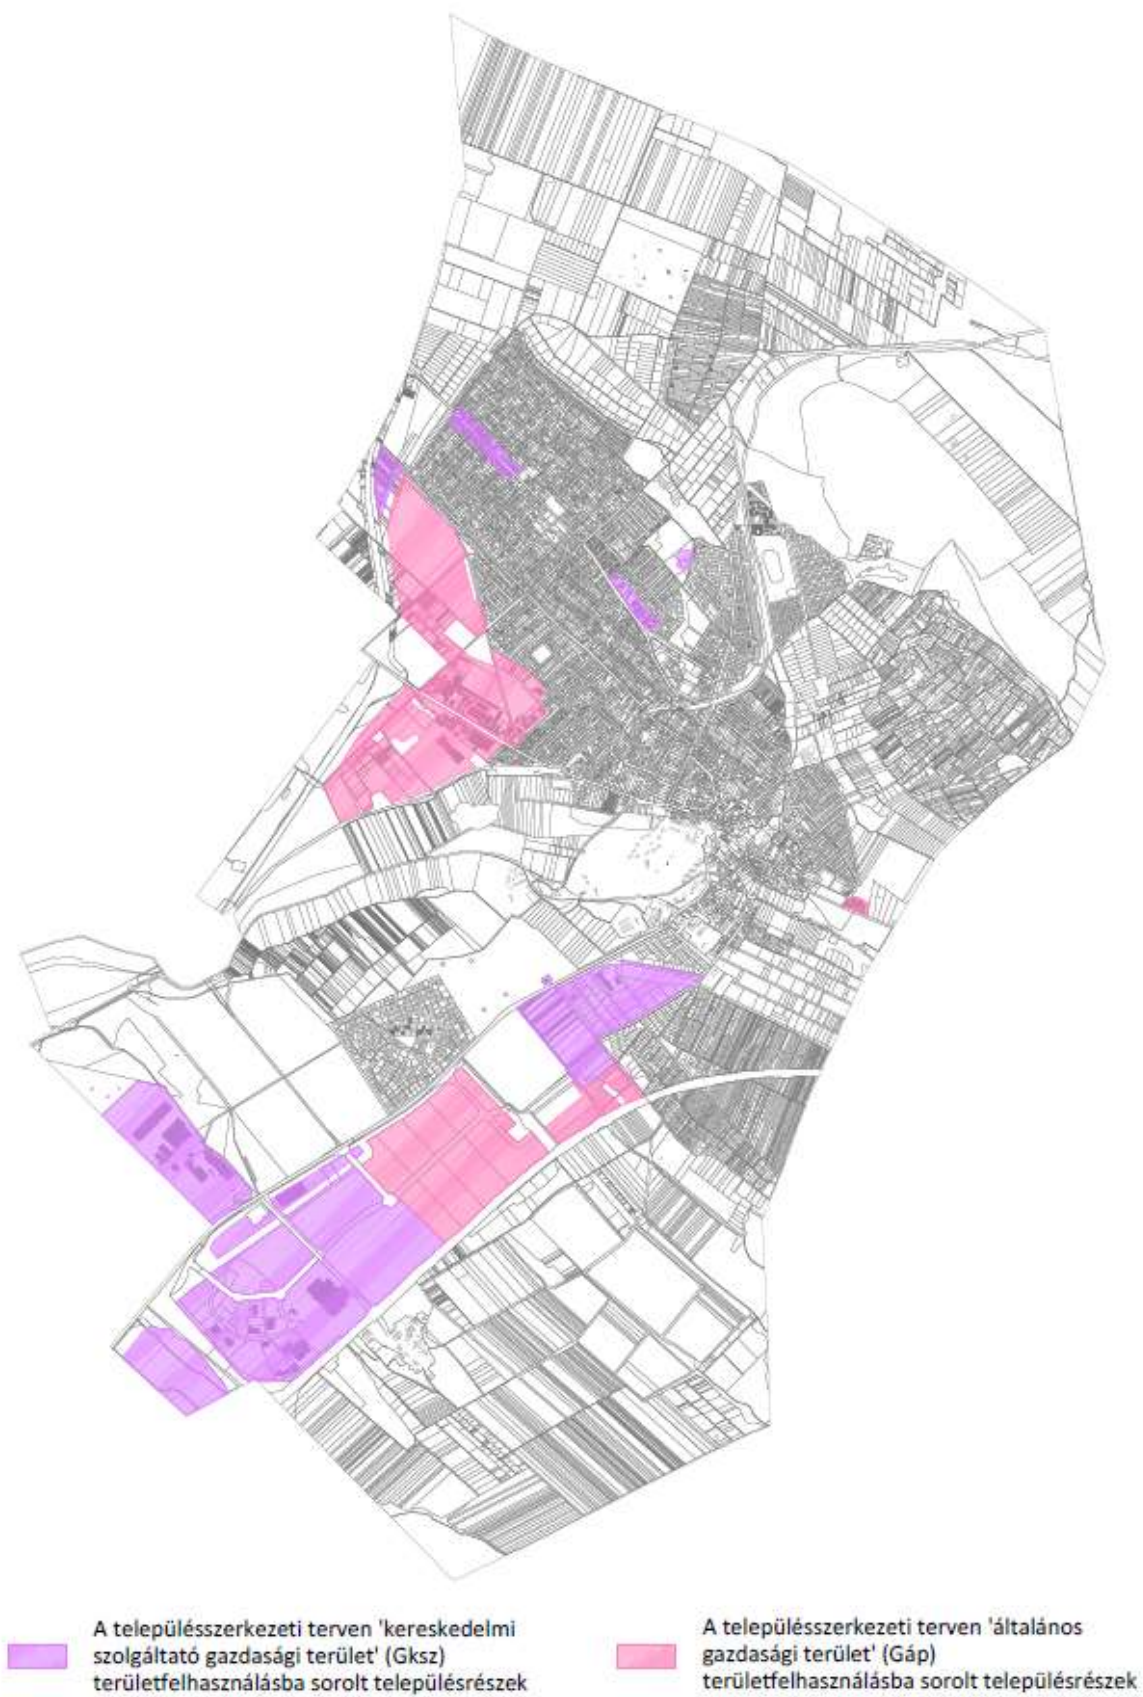 A településszerkezeti terven 'kereskedelmi
szolgáltató gazdasági terület' (Gksz)
területfelhasználásba sorolt településrészek
A településszerkezeti terven 'általános
gazdasági terület' (Gáp)
területfelhasználásba sorolt településrészek